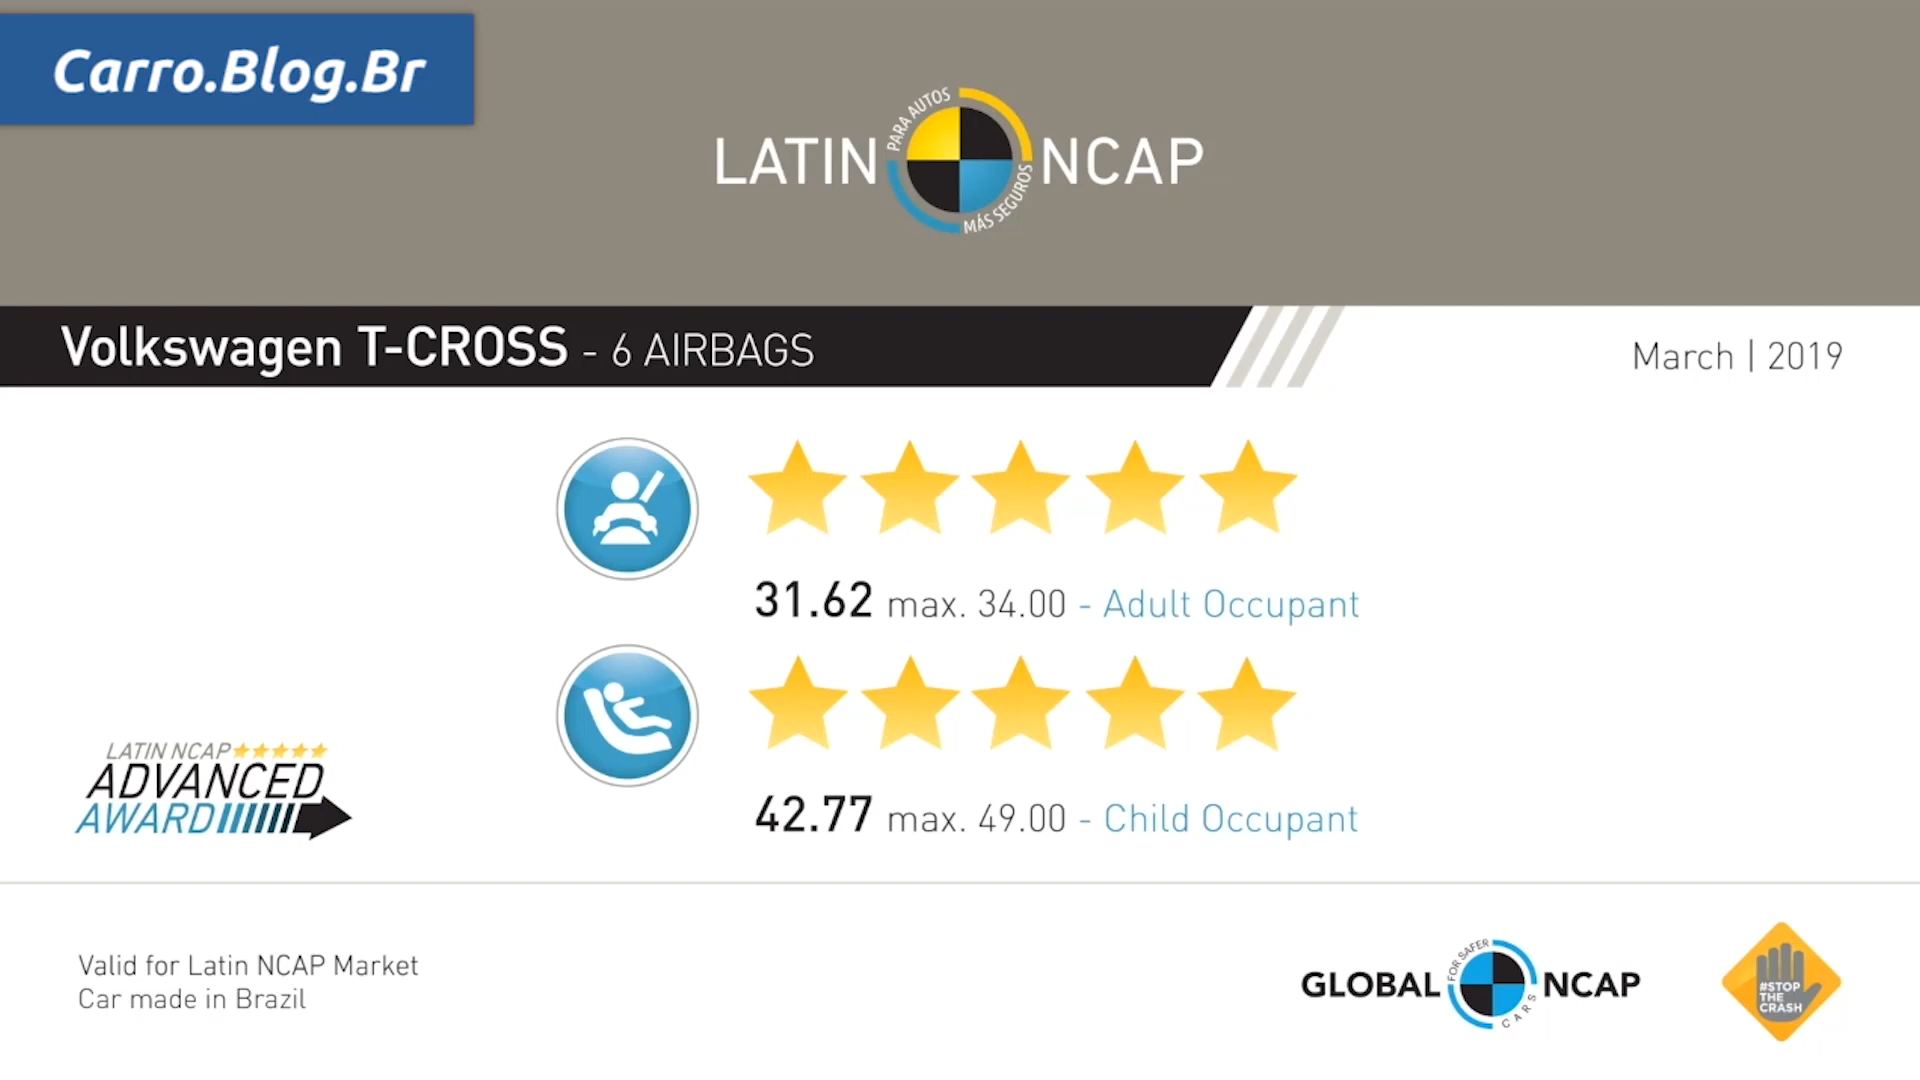 Carro.Blog.Br
LATIN NCAP
PARA AUTOS
MÁS SEGUROS
Volkswagen T-CROSS - 6 AIRBAGS
March | 2019
31.62 max. 34.00 - Adult Occupant
42.77 max. 49.00 - Child Occupant
LATIN NCAP
ADVANCED
AWARD
Valid for Latin NCAP Market
Car made in Brazil
GLOBAL NCAP
FOR SAFER
CARS
#STOP
THE
CRASH